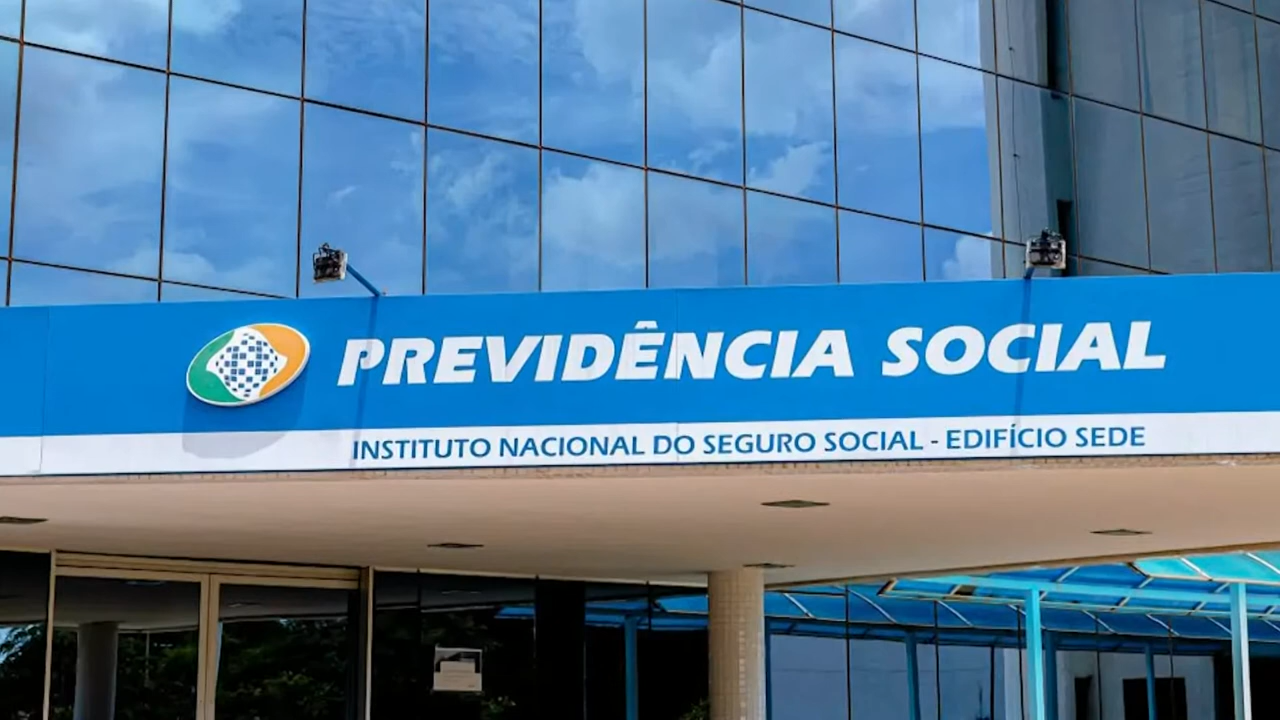 PREVIDÊNCIA SOCIAL
INSTITUTO NACIONAL DO SEGURO SOCIAL - EDIFÍCIO SEDE